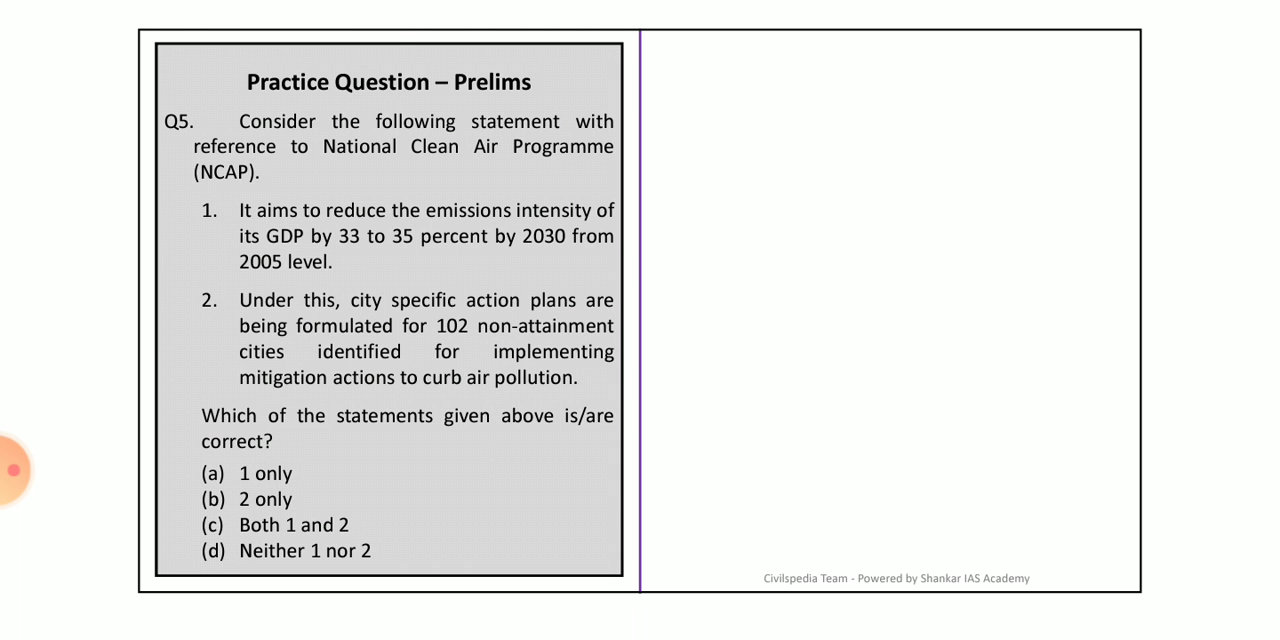 Practice Question – Prelims
Q5. Consider the following statement with
reference to National Clean Air Programme
(NCAP).
1. It aims to reduce the emissions intensity of
its GDP by 33 to 35 percent by 2030 from
2005 level.
2. Under this, city specific action plans are
being formulated for 102 non-attainment
cities identified for implementing
mitigation actions to curb air pollution.
Which of the statements given above is/are
correct?
(a) 1 only
(b) 2 only
(c) Both 1 and 2
(d) Neither 1 nor 2
Civilspedia Team - Powered by Shankar IAS Academy